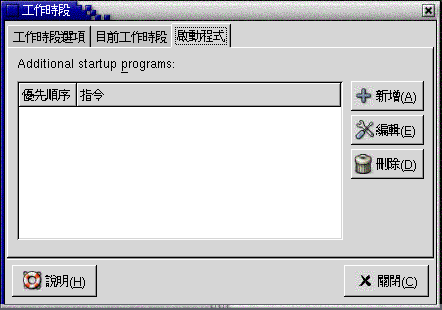 工作時段
工作時段選項 目前工作時段 啟動程式
Additional startup programs:
優先順序 指令
新增(A)
編輯(E)
刪除(D)
說明(H) 關閉(C)